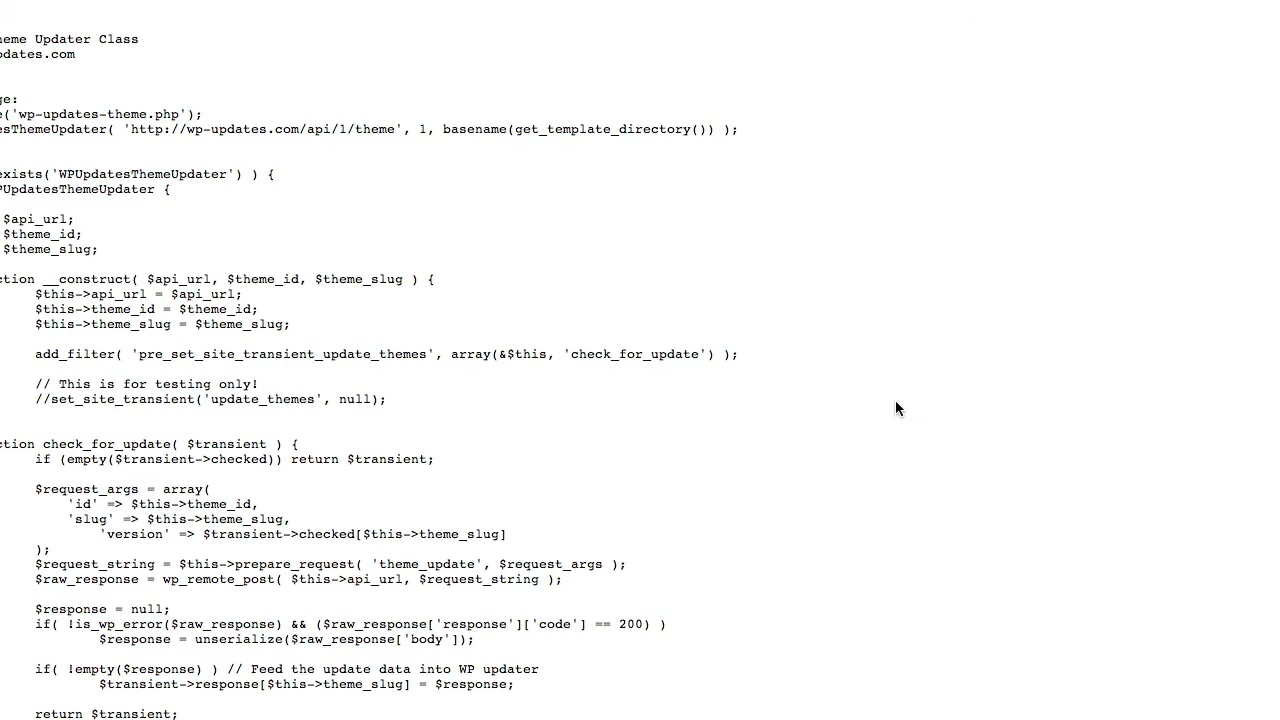 heme Updater Class
pdates.com
ge:
e('wp-updates-theme.php');
esThemeUpdater( 'http://wp-updates.com/api/1/theme', 1, basename(get_template_directory()) );
exists('WPUpdatesThemeUpdater') ) {
PUpdatesThemeUpdater {
$api_url;
$theme_id;
$theme_slug;
ction __construct( $api_url, $theme_id, $theme_slug ) {
$this->api_url = $api_url;
$this->theme_id = $theme_id;
$this->theme_slug = $theme_slug;
add_filter( 'pre_set_site_transient_update_themes', array(&$this, 'check_for_update') );
// This is for testing only!
//set_site_transient('update_themes', null);
ction check_for_update( $transient ) {
if (empty($transient->checked)) return $transient;
$request_args = array(
'id' => $this->theme_id,
'slug' => $this->theme_slug,
'version' => $transient->checked[$this->theme_slug]
);
$request_string = $this->prepare_request( 'theme_update', $request_args );
$raw_response = wp_remote_post( $this->api_url, $request_string );
$response = null;
if( !is_wp_error($raw_response) && ($raw_response['response']['code'] == 200) )
$response = unserialize($raw_response['body']);
if( !empty($response) ) // Feed the update data into WP updater
$transient->response[$this->theme_slug] = $response;
return $transient;